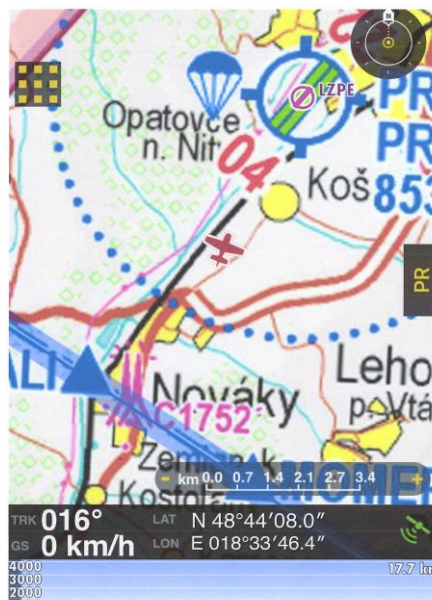 N
LZPE
PR
Opatovce
n. Nit
PR
04
Koš
853
PR
ALI
Leho
Nováky
p. Vtá
C1752
- km 0.0 0.7 1.4 2.1 2.7 3.4 +
Kostoľa
TRK 016° LAT N 48°44'08.0"
GS 0 km/h LON E 018°33'46.4"
4000
17.7 km
3000
2000